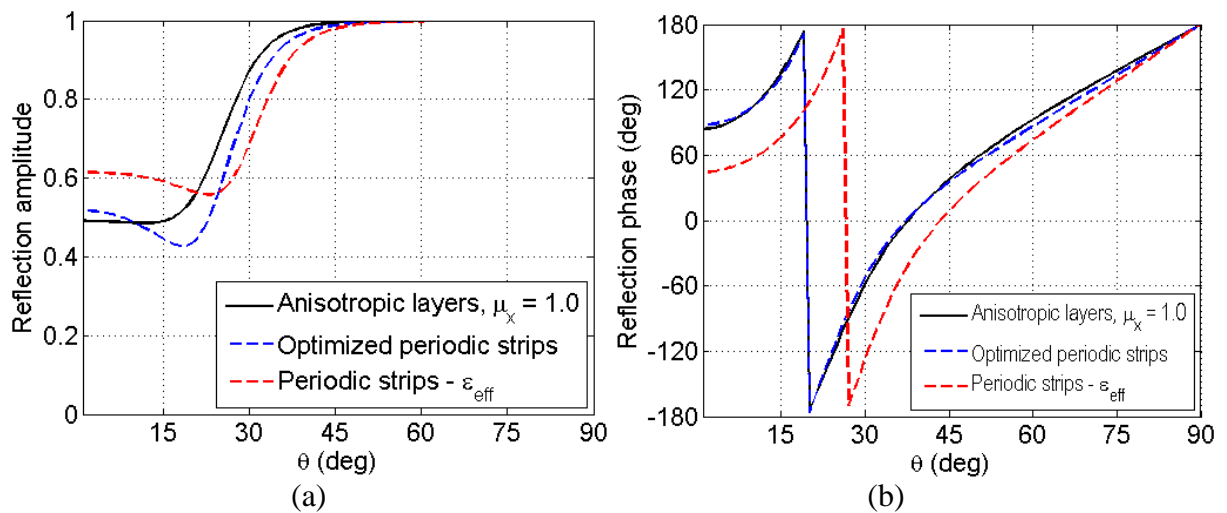 Reflection amplitude
1
0.8
0.6
0.4
0.2
0
15
30
45
60
75
90
θ (deg)
Anisotropic layers, μx = 1.0
Optimized periodic strips
Periodic strips - εeff
(a)
Reflection phase (deg)
180
120
60
0
-60
-120
-180
15
30
45
60
75
90
θ (deg)
Anisotropic layers, μx = 1.0
Optimized periodic strips
Periodic strips - εeff
(b)